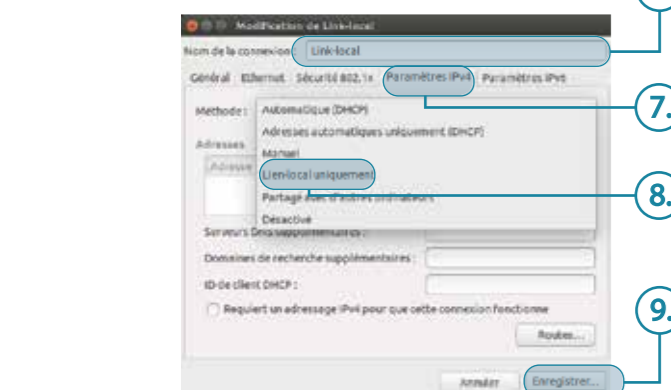 Modification de Link-local
Nom de la connexion : Link-local
Général Ethernet Sécurité 802.1x Paramètres IPv4 Paramètres IPv6
7.
Méthode : Automatique (DHCP)
Adresses automatiques uniquement (DHCP)
Adresses
Manuel
Adresse
Lien-local uniquement
8.
Partagé avec d'autres ordinateurs
Désactivé
Serveurs DNS supplémentaires :
Domaines de recherche supplémentaires :
ID de client DHCP :
Requiert un adressage IPv4 pour que cette connexion fonctionne
9.
Routes...
Annuler Enregistrer...